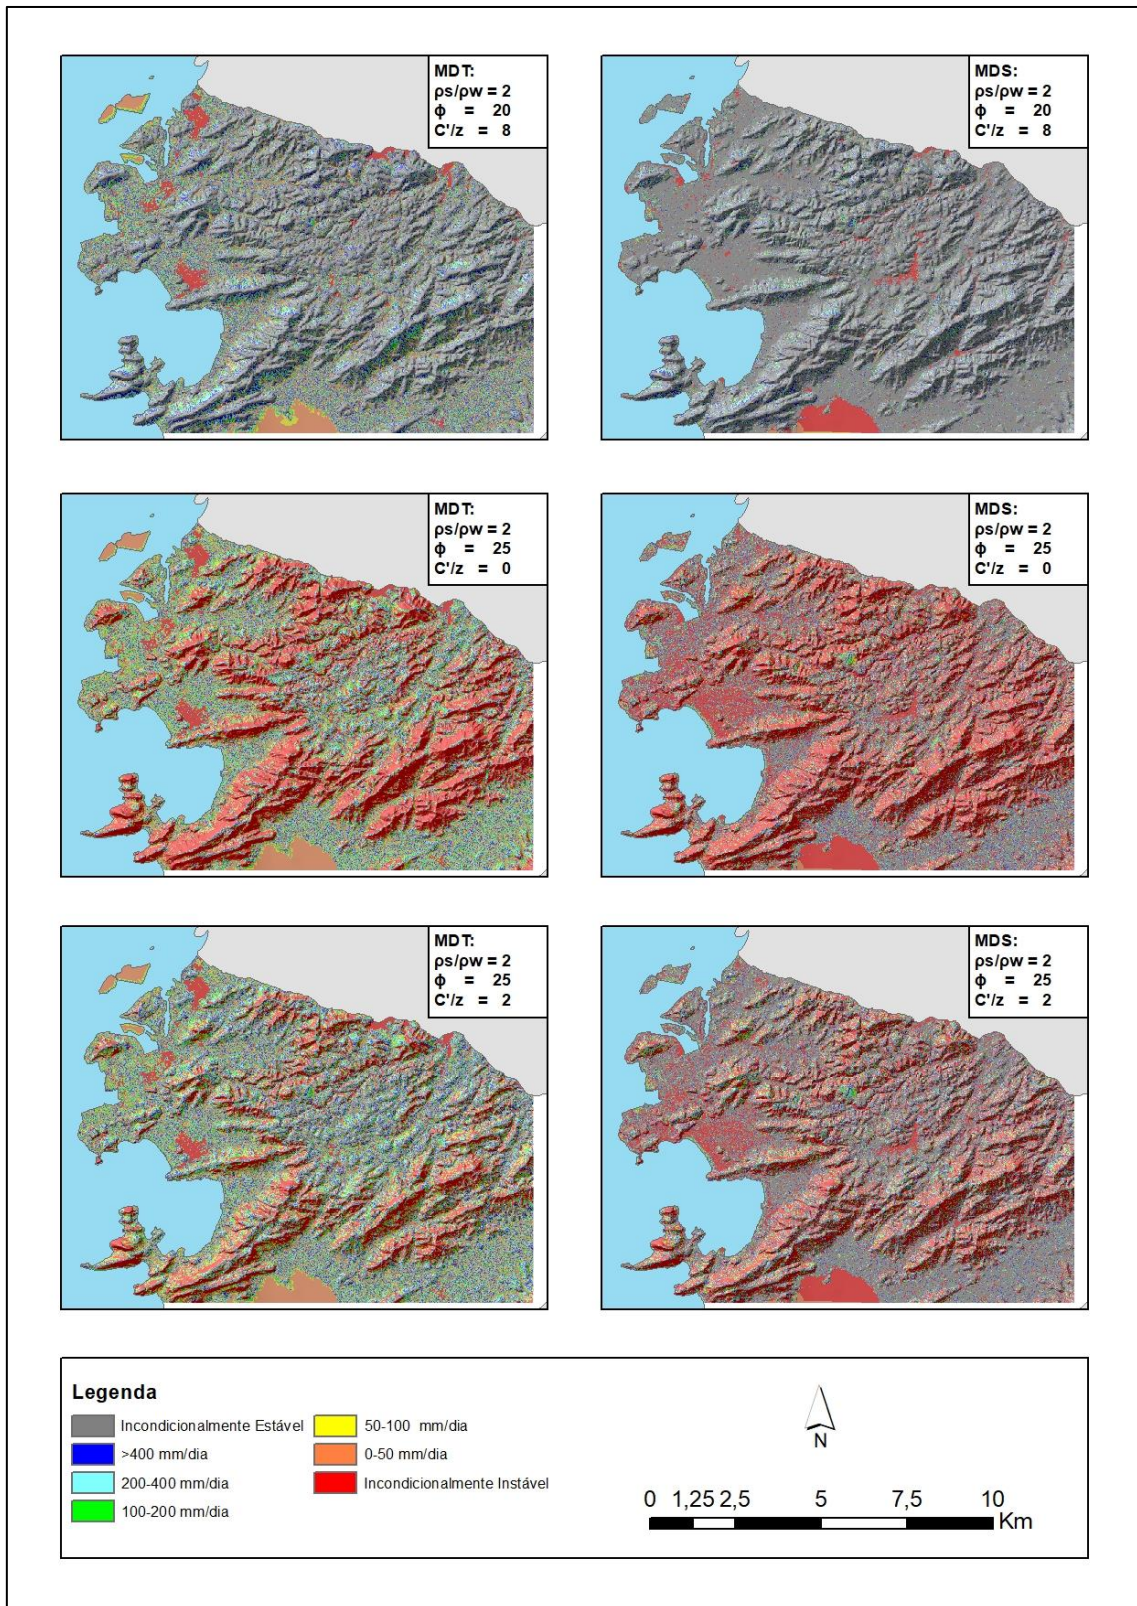 MDT:
ρs/ρw = 2
ϕ = 20
C'/z = 8
MDS:
ρs/ρw = 2
ϕ = 20
C'/z = 8
MDT:
ρs/ρw = 2
ϕ = 25
C'/z = 0
MDS:
ρs/ρw = 2
ϕ = 25
C'/z = 0
MDT:
ρs/ρw = 2
ϕ = 25
C'/z = 2
MDS:
ρs/ρw = 2
ϕ = 25
C'/z = 2
Legenda
Incondicionalmente Estável
>400 mm/dia
200-400 mm/dia
100-200 mm/dia
50-100 mm/dia
0-50 mm/dia
Incondicionalmente Instável
N
0 1,25 2,5 5 7,5 10
Km